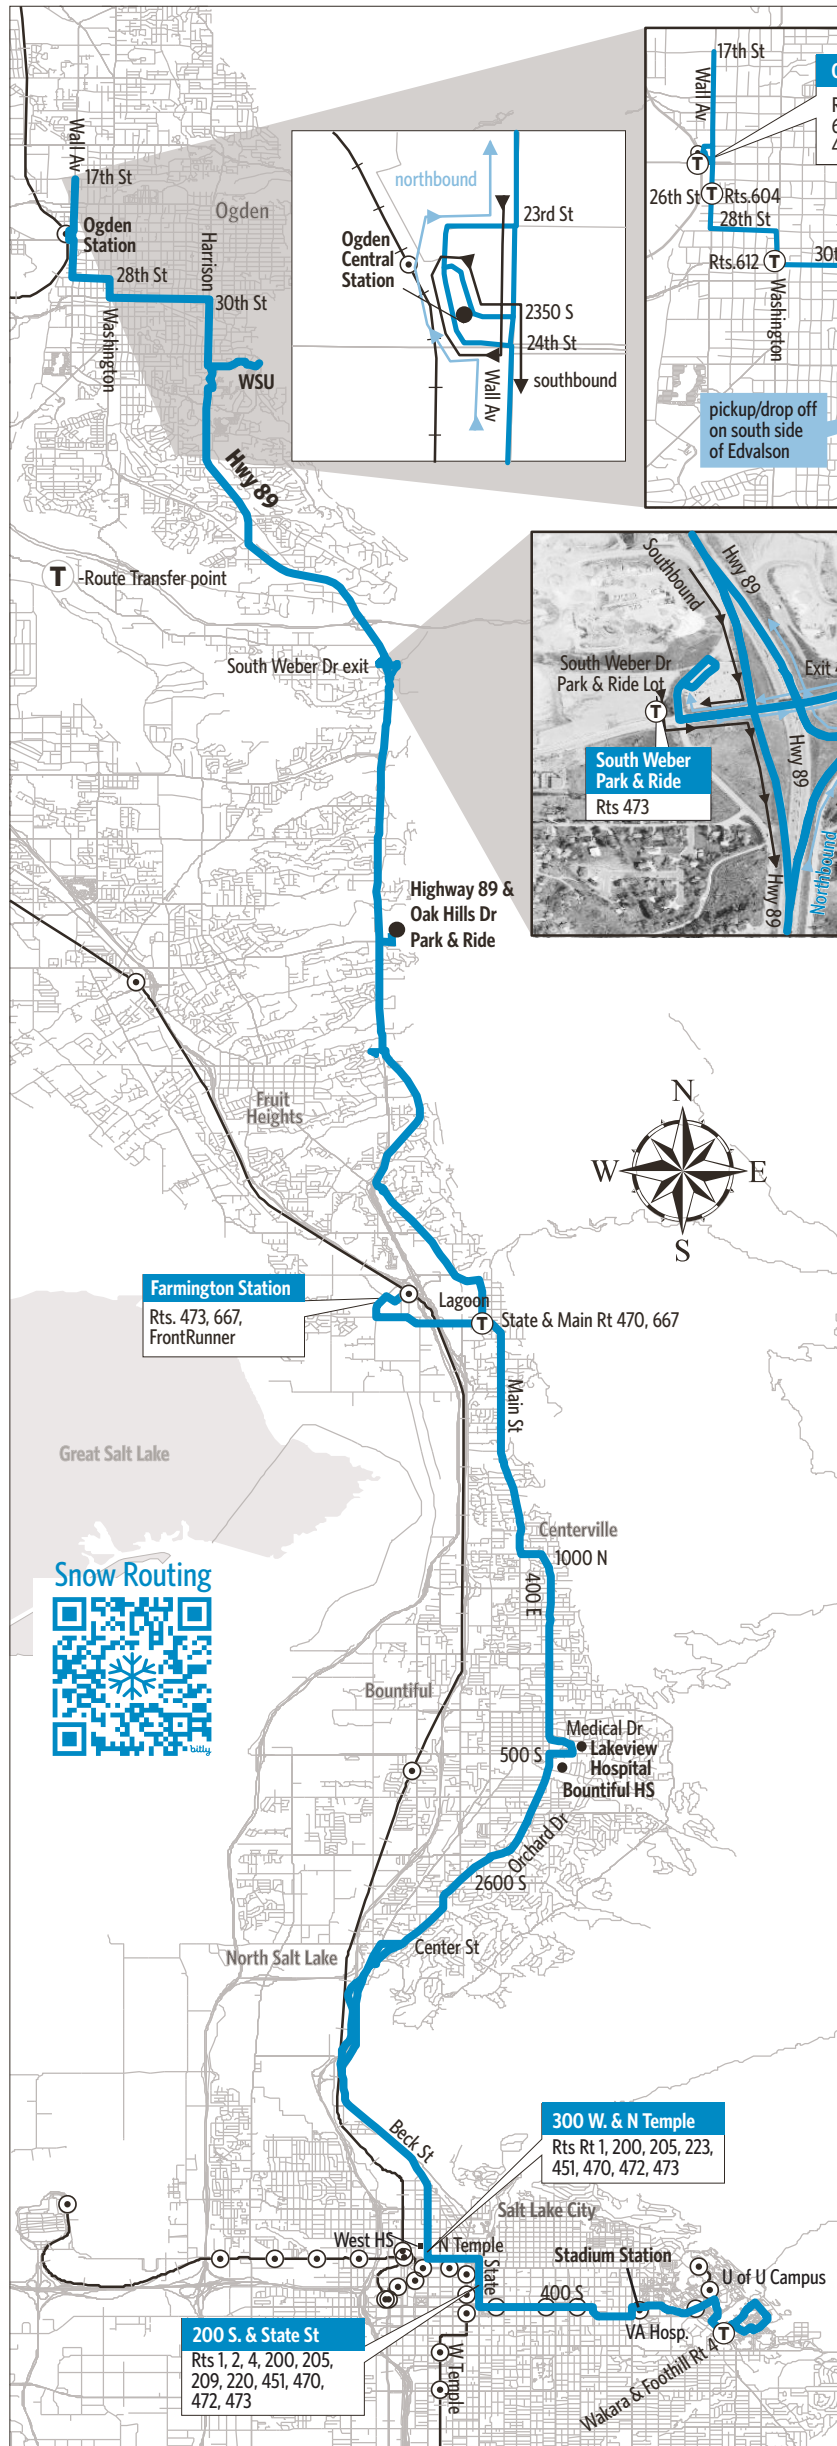 17th St
Wall Av
Rts.604
26th St
28th St
Rts.612
30th
Washington
pickup/drop off
on south side
of Edvalson
northbound
23rd St
Ogden
Central
Station
2350 S
24th St
Wall Av
southbound
Wall Av
17th St
Ogden
Ogden
Station
Harrison
28th St
30th St
Washington
WSU
Hwy 89
T -Route Transfer point
South Weber Dr exit
Southbound
Hwy 89
South Weber Dr
Park & Ride Lot
Exit
T
South Weber
Park & Ride
Rts 473
Hwy 89
Hwy 89
Northbound
Highway 89 &
Oak Hills Dr
Park & Ride
Fruit
Heights
N
W E
S
Farmington Station
Rts. 473, 667,
FrontRunner
Lagoon
T State & Main Rt 470, 667
Main St
Great Salt Lake
Centerville
1000 N
400 E
Snow Routing
bitly
Bountiful
Medical Dr
500 S
Lakeview
Hospital
Bountiful HS
Orchard Dr
2600 S
Center St
North Salt Lake
Beck St
300 W. & N Temple
Rts Rt 1, 200, 205, 223,
451, 470, 472, 473
Salt Lake City
West HS
N Temple
Stadium Station
State
400 S
U of U Campus
VA Hosp.
T
200 S. & State St
Rts 1, 2, 4, 200, 205,
209, 220, 451, 470,
472, 473
W Temple
Wakara & Foothill Rt 4